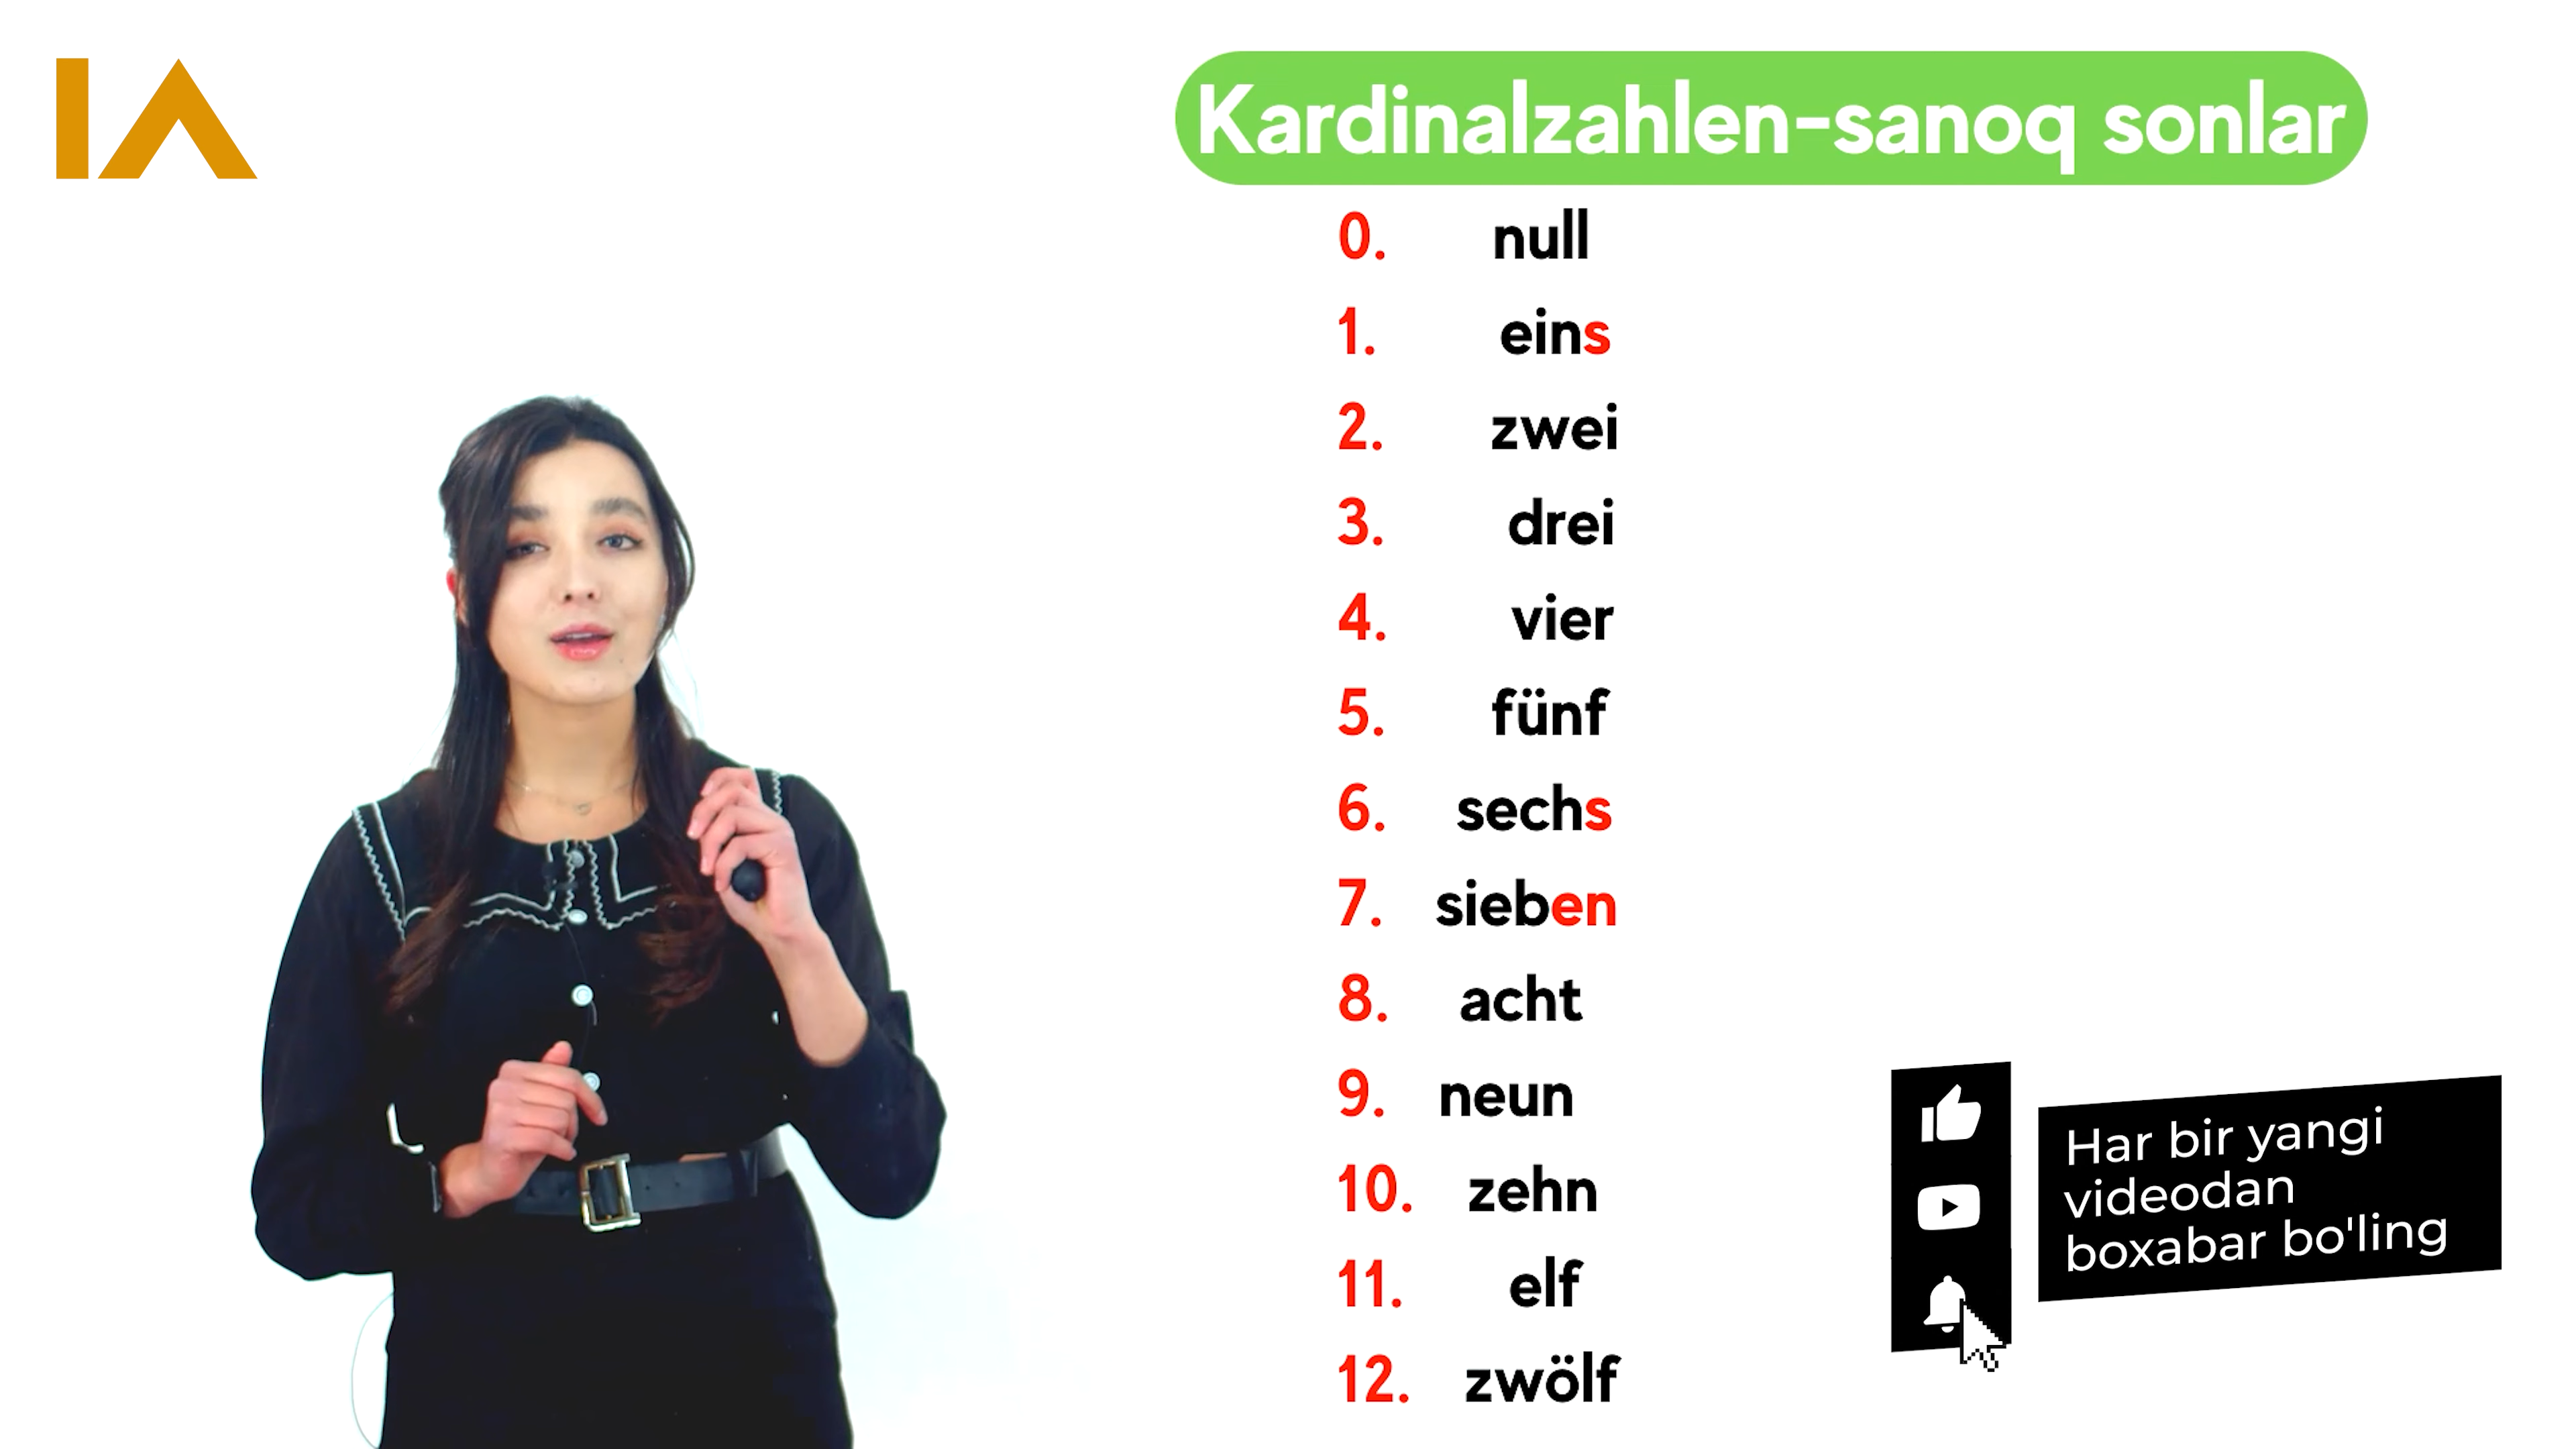 IA
Kardinalzahlen-sanoq sonlar
0. null
1. eins
2. zwei
3. drei
4. vier
5. fünf
6. sechs
7. sieben
8. acht
9. neun
10. zehn
11. elf
12. zwölf
Har bir yangi
videodan
boxabar bo'ling